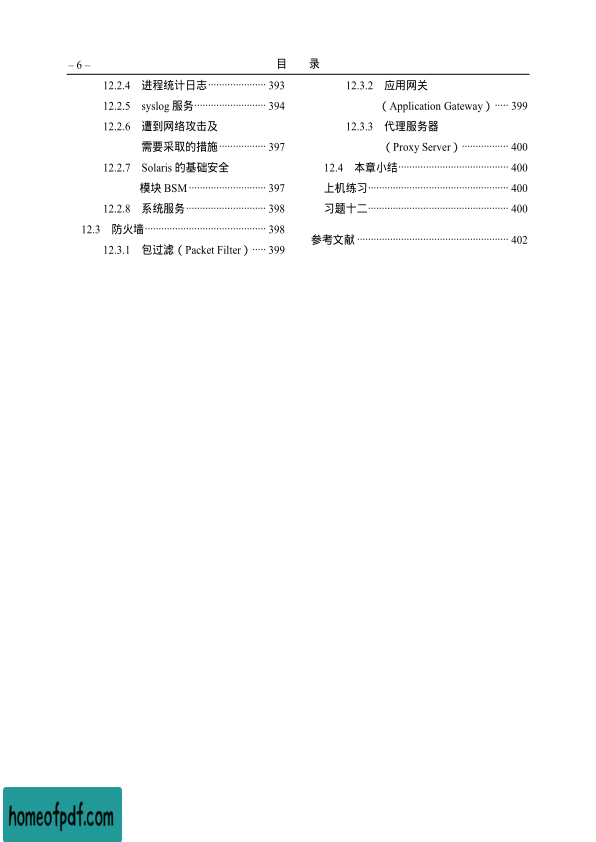 – 6 –
目 录
12.2.4 进程统计日志····················· 393
12.2.5 syslog 服务·························· 394
12.2.6 遭到网络攻击及
需要采取的措施················· 397
12.2.7 Solaris 的基础安全
模块 BSM ···························· 397
12.2.8 系统服务····························· 398
12.3 防火墙············································ 398
12.3.1 包过滤（Packet Filter）····· 399
12.3.2 应用网关
（Application Gateway）····· 399
12.3.3 代理服务器
（Proxy Server）················· 400
12.4 本章小结········································ 400
上机练习··················································· 400
习题十二··················································· 400
参考文献 ······················································· 402
homeofpdf.com